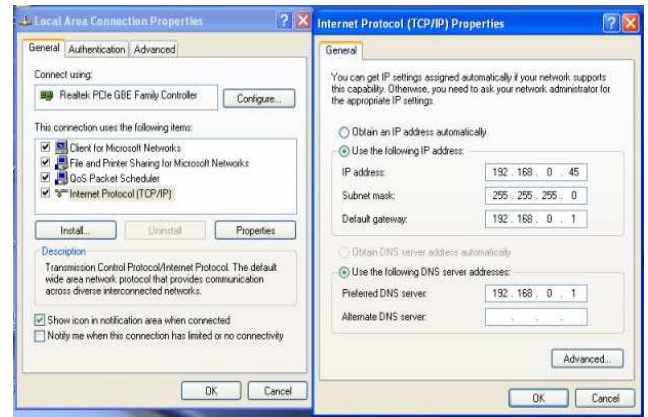 Local Area Connection Properties
General Authentication Advanced
Connect using:
Realtek PCIe GBE Family Controller
Configure...
This connection uses the following items:
Client for Microsoft Networks
File and Printer Sharing for Microsoft Networks
QoS Packet Scheduler
Internet Protocol (TCP/IP)
Install... Uninstall Properties
Description
Transmission Control Protocol/Internet Protocol. The default
wide area network protocol that provides communication
across diverse interconnected networks.
Show icon in notification area when connected
Notify me when this connection has limited or no connectivity
OK Cancel
Internet Protocol (TCP/IP) Properties
General
You can get IP settings assigned automatically if your network supports
this capability. Otherwise, you need to ask your network administrator for
the appropriate IP settings.
Obtain an IP address automatically
Use the following IP address:
IP address: 192 . 168 . 0 . 45
Subnet mask: 255 . 255 . 255 . 0
Default gateway: 192 . 168 . 0 . 1
Obtain DNS server address automatically
Use the following DNS server addresses:
Preferred DNS server: 192 . 168 . 0 . 1
Alternate DNS server: . . .
Advanced...
OK Cancel